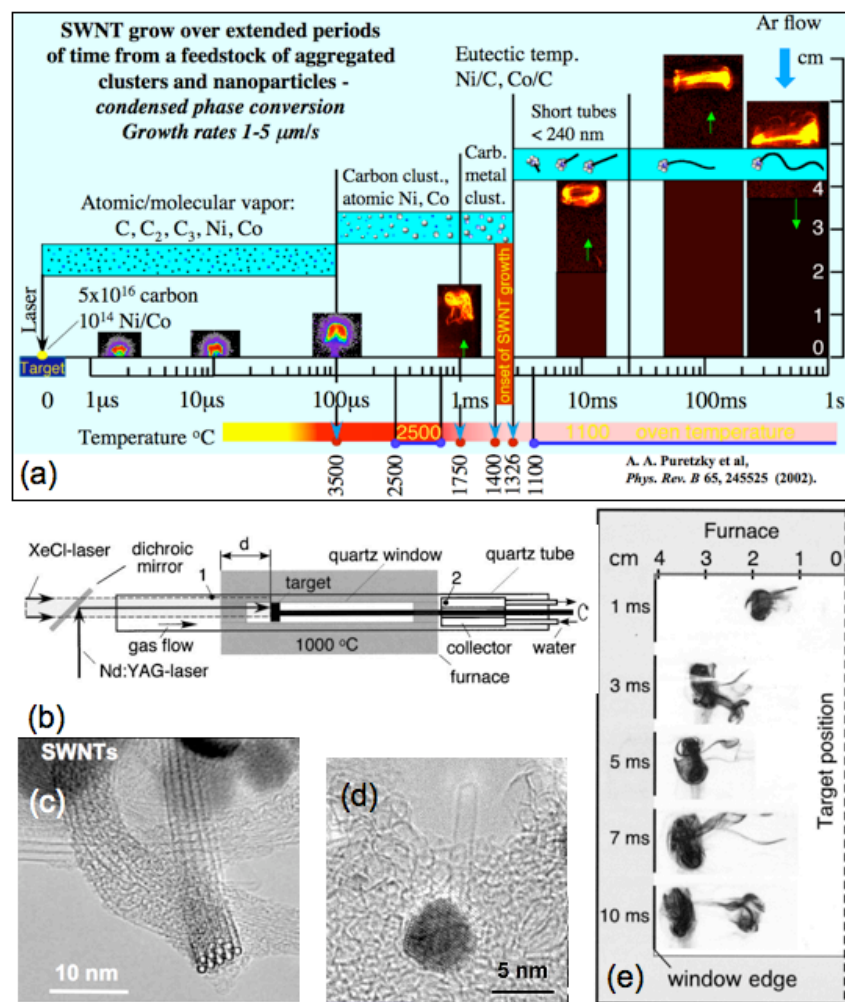 SWNT grow over extended periods
of time from a feedstock of aggregated
clusters and nanoparticles -
condensed phase conversion
Growth rates 1-5 μm/s
Eutectic temp.
Ni/C, Co/C
Ar flow
cm
Short tubes
< 240 nm
Carb.
metal
clust.
Carbon clust.,
atomic Ni, Co
Atomic/molecular vapor:
C, C₂, C₃, Ni, Co
4
3
2
1
0
onset of SWNT growth
Laser
5x10¹⁶ carbon
10¹⁴ Ni/Co
Target
0 1μs 10μs 100μs 1ms 10ms 100ms 1s
Temperature °C
2500 1100 oven temperature
3500 2500 1750 1400 1326 1100
A. A. Puretzky et al,
Phys. Rev. B 65, 245525 (2002).
(a)
XeCl-laser
dichroic
mirror
d
1
target
quartz window
quartz tube
2
gas flow
1000 °C
collector
water
Nd:YAG-laser
furnace
(b)
SWNTs
(c)
10 nm
(d)
5 nm
Furnace
cm 4 3 2 1 0
1 ms
3 ms
5 ms
7 ms
10 ms
Target position
window edge
(e)